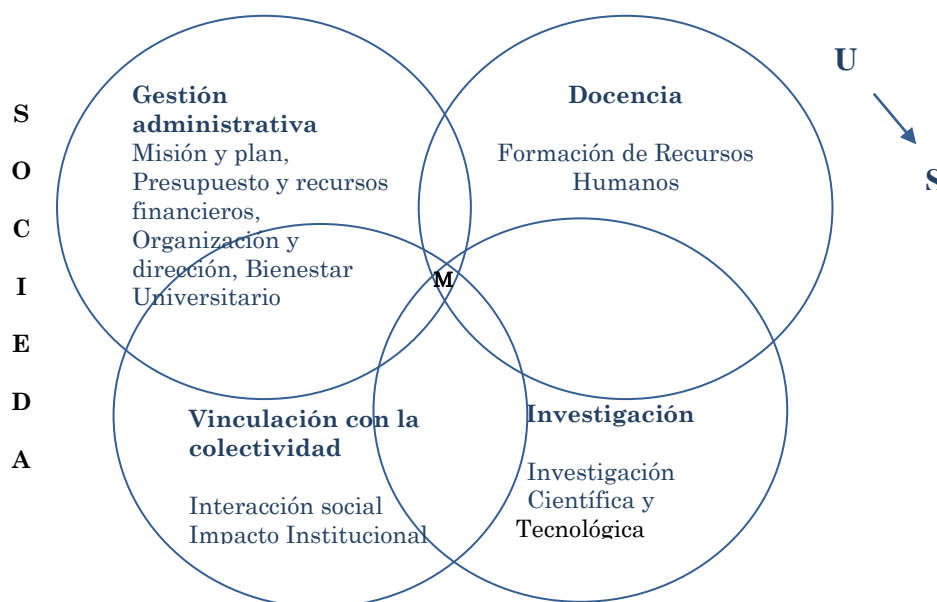 S
O
C
I
E
D
A
Gestión
administrativa
Misión y plan,
Presupuesto y recursos
financieros,
Organización y
dirección, Bienestar
Universitario
Docencia
Formación de Recursos
Humanos
U
S
M
Vinculación con la
colectividad
Interacción social
Impacto Institucional
Investigación
Investigación
Científica y
Tecnológica